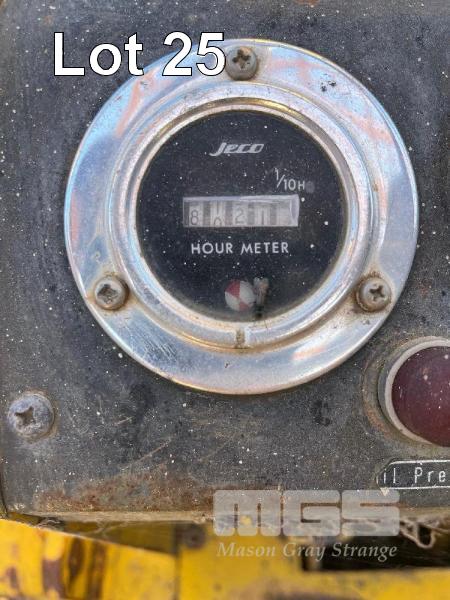 Lot 25
Jeco
1/10H
HOUR METER
il Pre
MGS
Mason Gray Strange